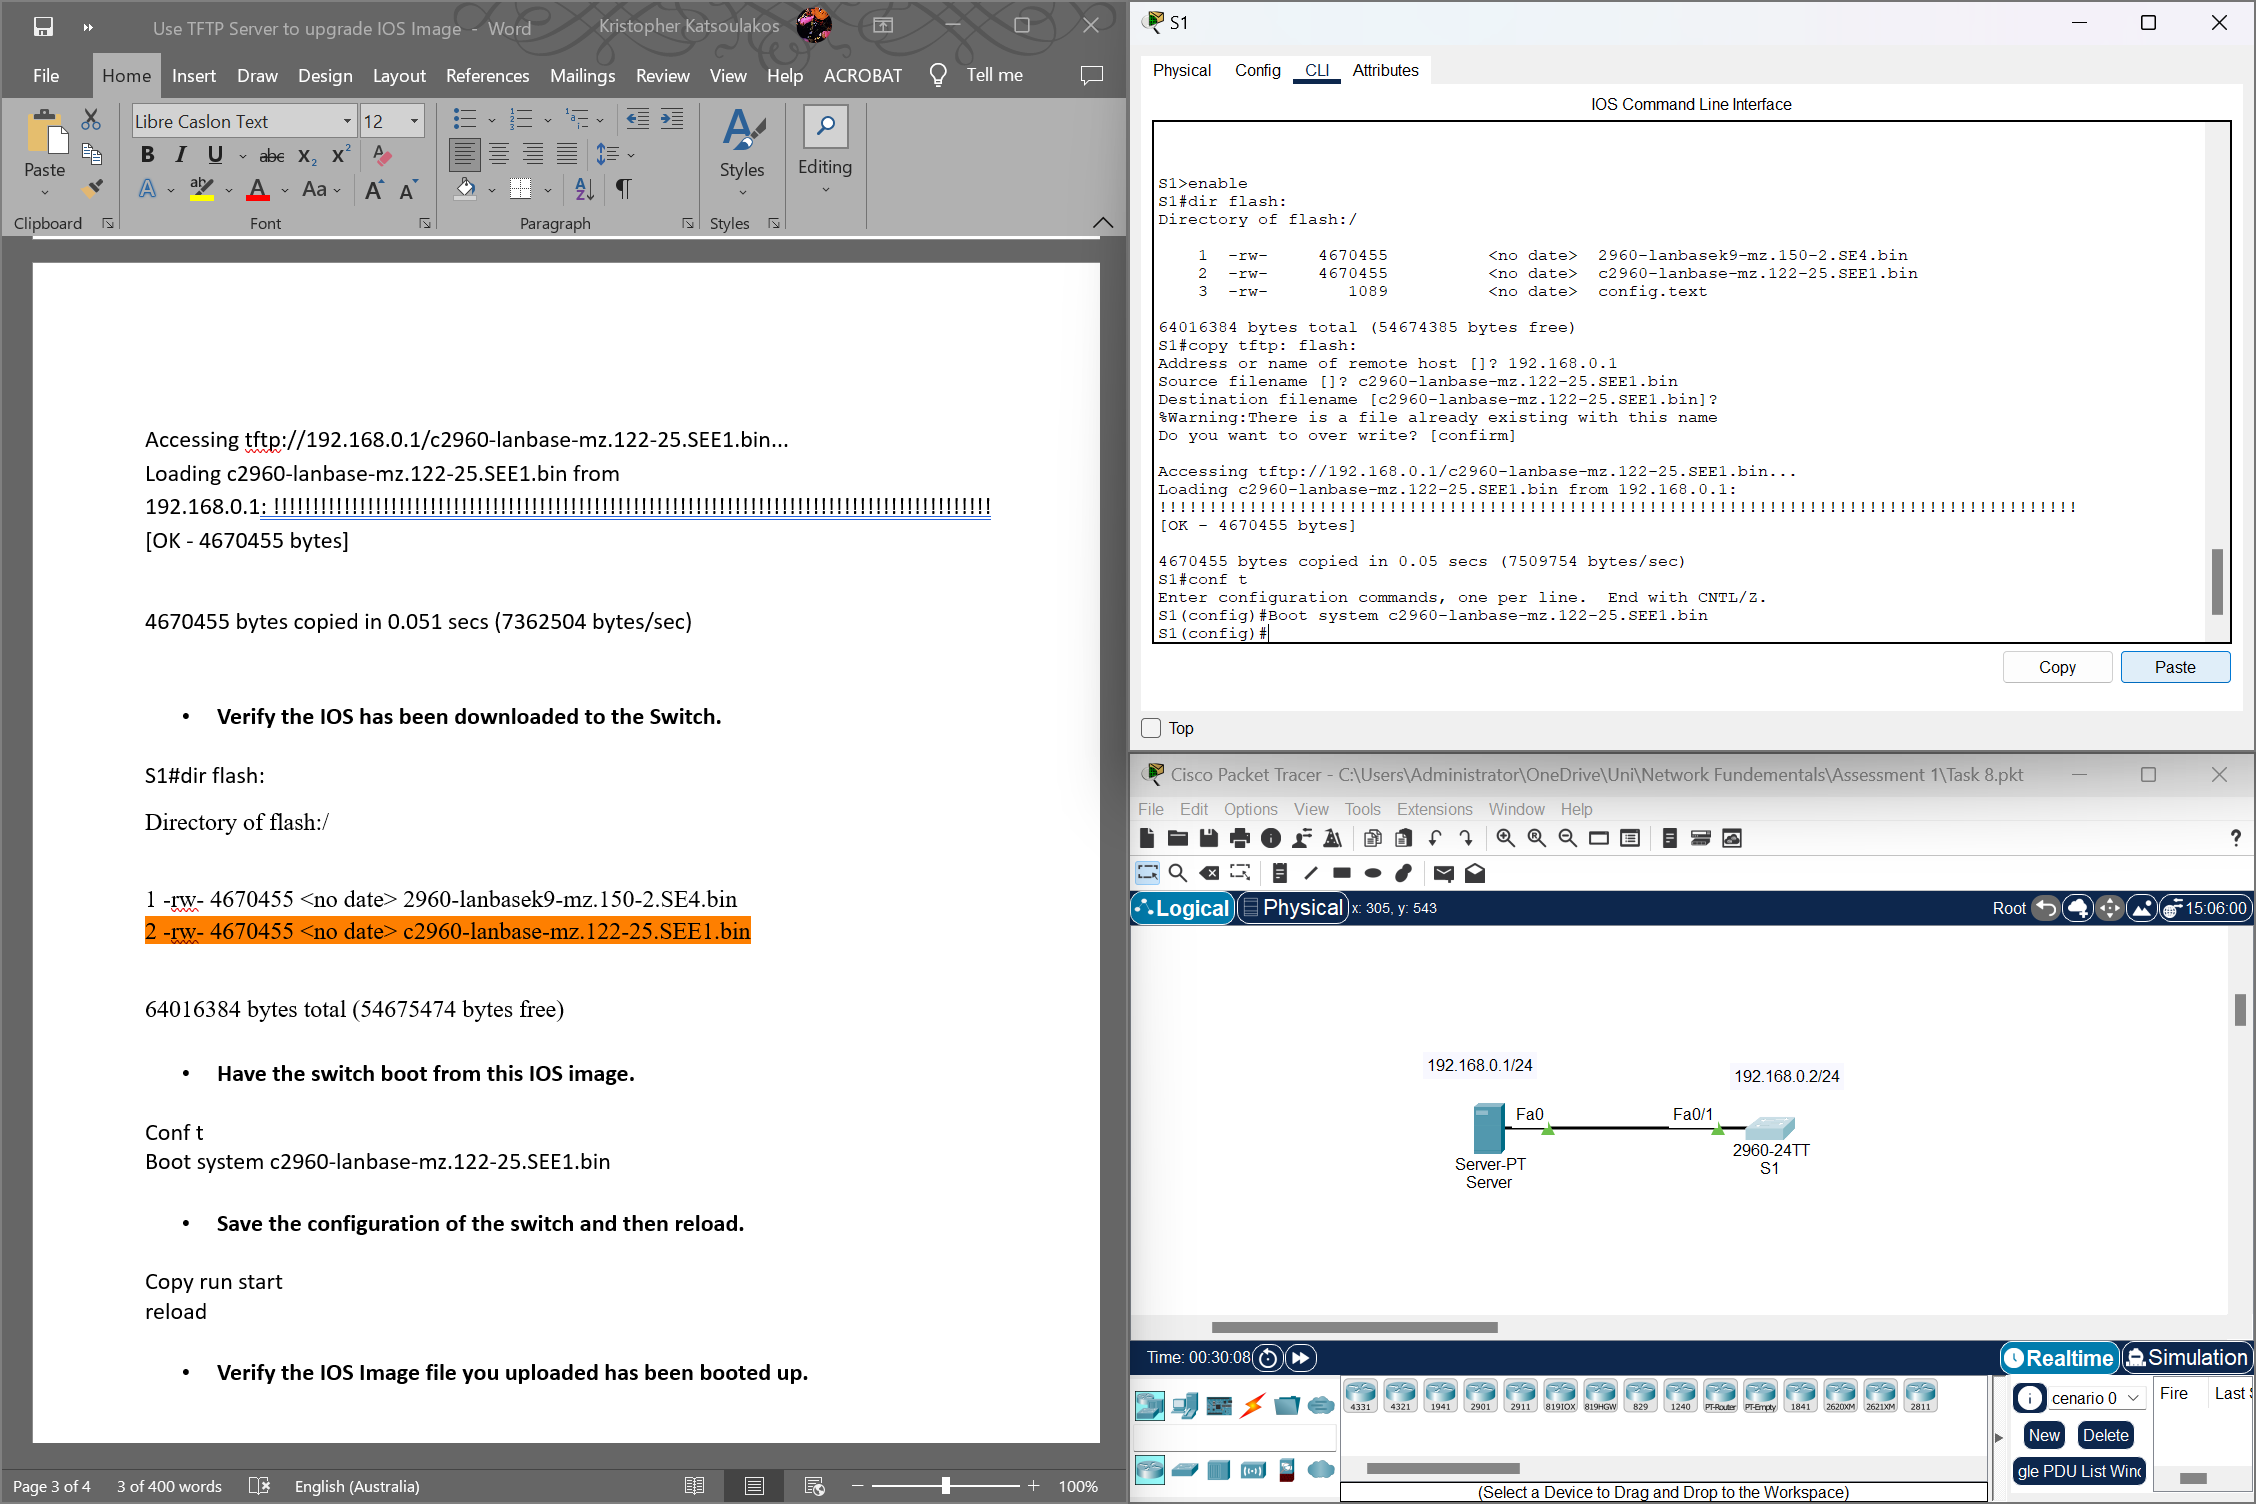 Use TFTP Server to upgrade IOS Image - Word
Kristopher Katsoulakos
File Home Insert Draw Design Layout References Mailings Review View Help ACROBAT Tell me
Paste
Clipboard
Libre Caslon Text 12
Font
Paragraph
Styles
Styles
Editing
Accessing tftp://192.168.0.1/c2960-lanbase-mz.122-25.SEE1.bin...
Loading c2960-lanbase-mz.122-25.SEE1.bin from
192.168.0.1: !!!!!!!!!!!!!!!!!!!!!!!!!!!!!!!!!!!!!!!!!!!!!!!!!!!!!!!!!!!!!!!!!!!!!!!!!!!!!!!!!!!!!!!!!!!
[OK - 4670455 bytes]
4670455 bytes copied in 0.051 secs (7362504 bytes/sec)
• Verify the IOS has been downloaded to the Switch.
S1#dir flash:
Directory of flash:/
1 -rw- 4670455 <no date> 2960-lanbasek9-mz.150-2.SE4.bin
2 -rw- 4670455 <no date> c2960-lanbase-mz.122-25.SEE1.bin
64016384 bytes total (54675474 bytes free)
• Have the switch boot from this IOS image.
Conf t
Boot system c2960-lanbase-mz.122-25.SEE1.bin
• Save the configuration of the switch and then reload.
Copy run start
reload
• Verify the IOS Image file you uploaded has been booted up.
Page 3 of 4 3 of 400 words English (Australia) 100%
S1
Physical Config CLI Attributes
IOS Command Line Interface
S1>enable
S1#dir flash:
Directory of flash:/
1 -rw- 4670455 <no date> 2960-lanbasek9-mz.150-2.SE4.bin
2 -rw- 4670455 <no date> c2960-lanbase-mz.122-25.SEE1.bin
3 -rw- 1089 <no date> config.text
64016384 bytes total (54674385 bytes free)
S1#copy tftp: flash:
Address or name of remote host []? 192.168.0.1
Source filename []? c2960-lanbase-mz.122-25.SEE1.bin
Destination filename [c2960-lanbase-mz.122-25.SEE1.bin]?
%Warning:There is a file already existing with this name
Do you want to over write? [confirm]
Accessing tftp://192.168.0.1/c2960-lanbase-mz.122-25.SEE1.bin...
Loading c2960-lanbase-mz.122-25.SEE1.bin from 192.168.0.1:
!!!!!!!!!!!!!!!!!!!!!!!!!!!!!!!!!!!!!!!!!!!!!!!!!!!!!!!!!!!!!!!!!!!!!!!!!!!!!!!!!!!!!!!!!!!!
[OK - 4670455 bytes]
4670455 bytes copied in 0.05 secs (7509754 bytes/sec)
S1#conf t
Enter configuration commands, one per line. End with CNTL/Z.
S1(config)#Boot system c2960-lanbase-mz.122-25.SEE1.bin
S1(config)#
Copy Paste
Top
Cisco Packet Tracer - C:\Users\Administrator\OneDrive\Uni\Network Fundementals\Assessment 1\Task 8.pkt
File Edit Options View Tools Extensions Window Help
Logical Physical x: 305, y: 543 Root 15:06:00
192.168.0.1/24
192.168.0.2/24
Fa0 Fa0/1
Server-PT
Server
2960-24TT
S1
Time: 00:30:08 Realtime Simulation
4331 4321 1941 2901 2911 819IOX 819HGW 829 1240 PT-Router PT-Empty 1841 2620XM 2621XM 2811
cenario 0 Fire Last S
New Delete
gle PDU List Wind
(Select a Device to Drag and Drop to the Workspace)